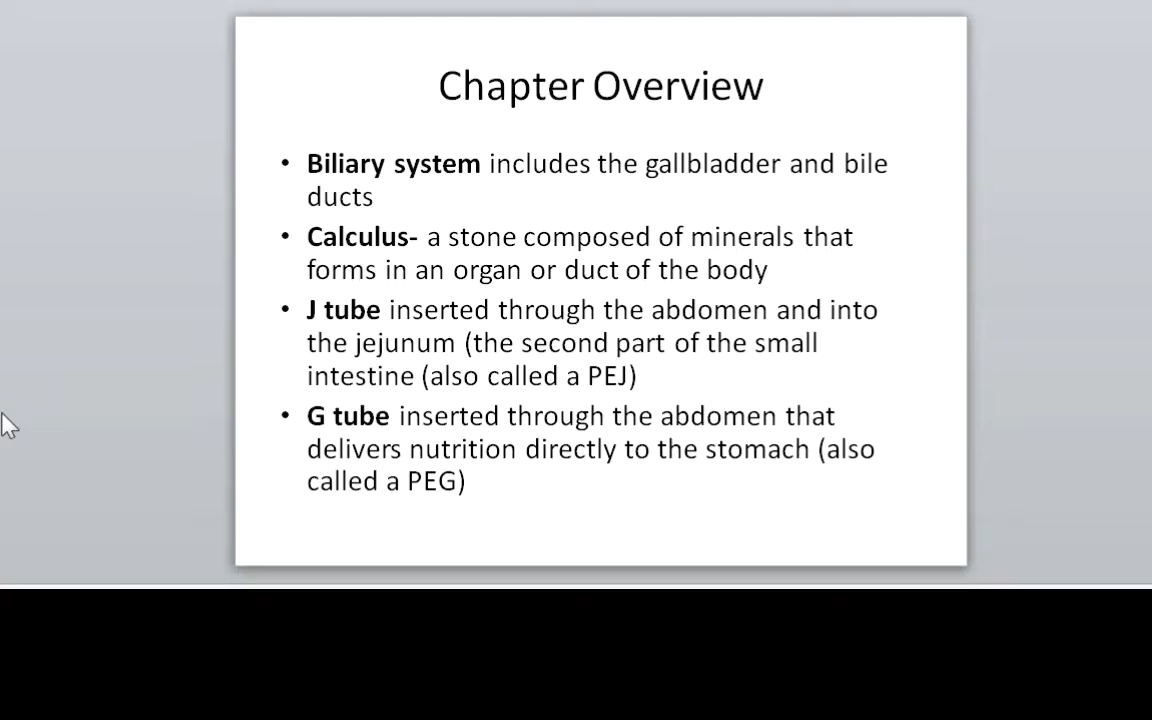 Chapter Overview
• Biliary system includes the gallbladder and bile
ducts
• Calculus- a stone composed of minerals that
forms in an organ or duct of the body
• J tube inserted through the abdomen and into
the jejunum (the second part of the small
intestine (also called a PEJ)
• G tube inserted through the abdomen that
delivers nutrition directly to the stomach (also
called a PEG)